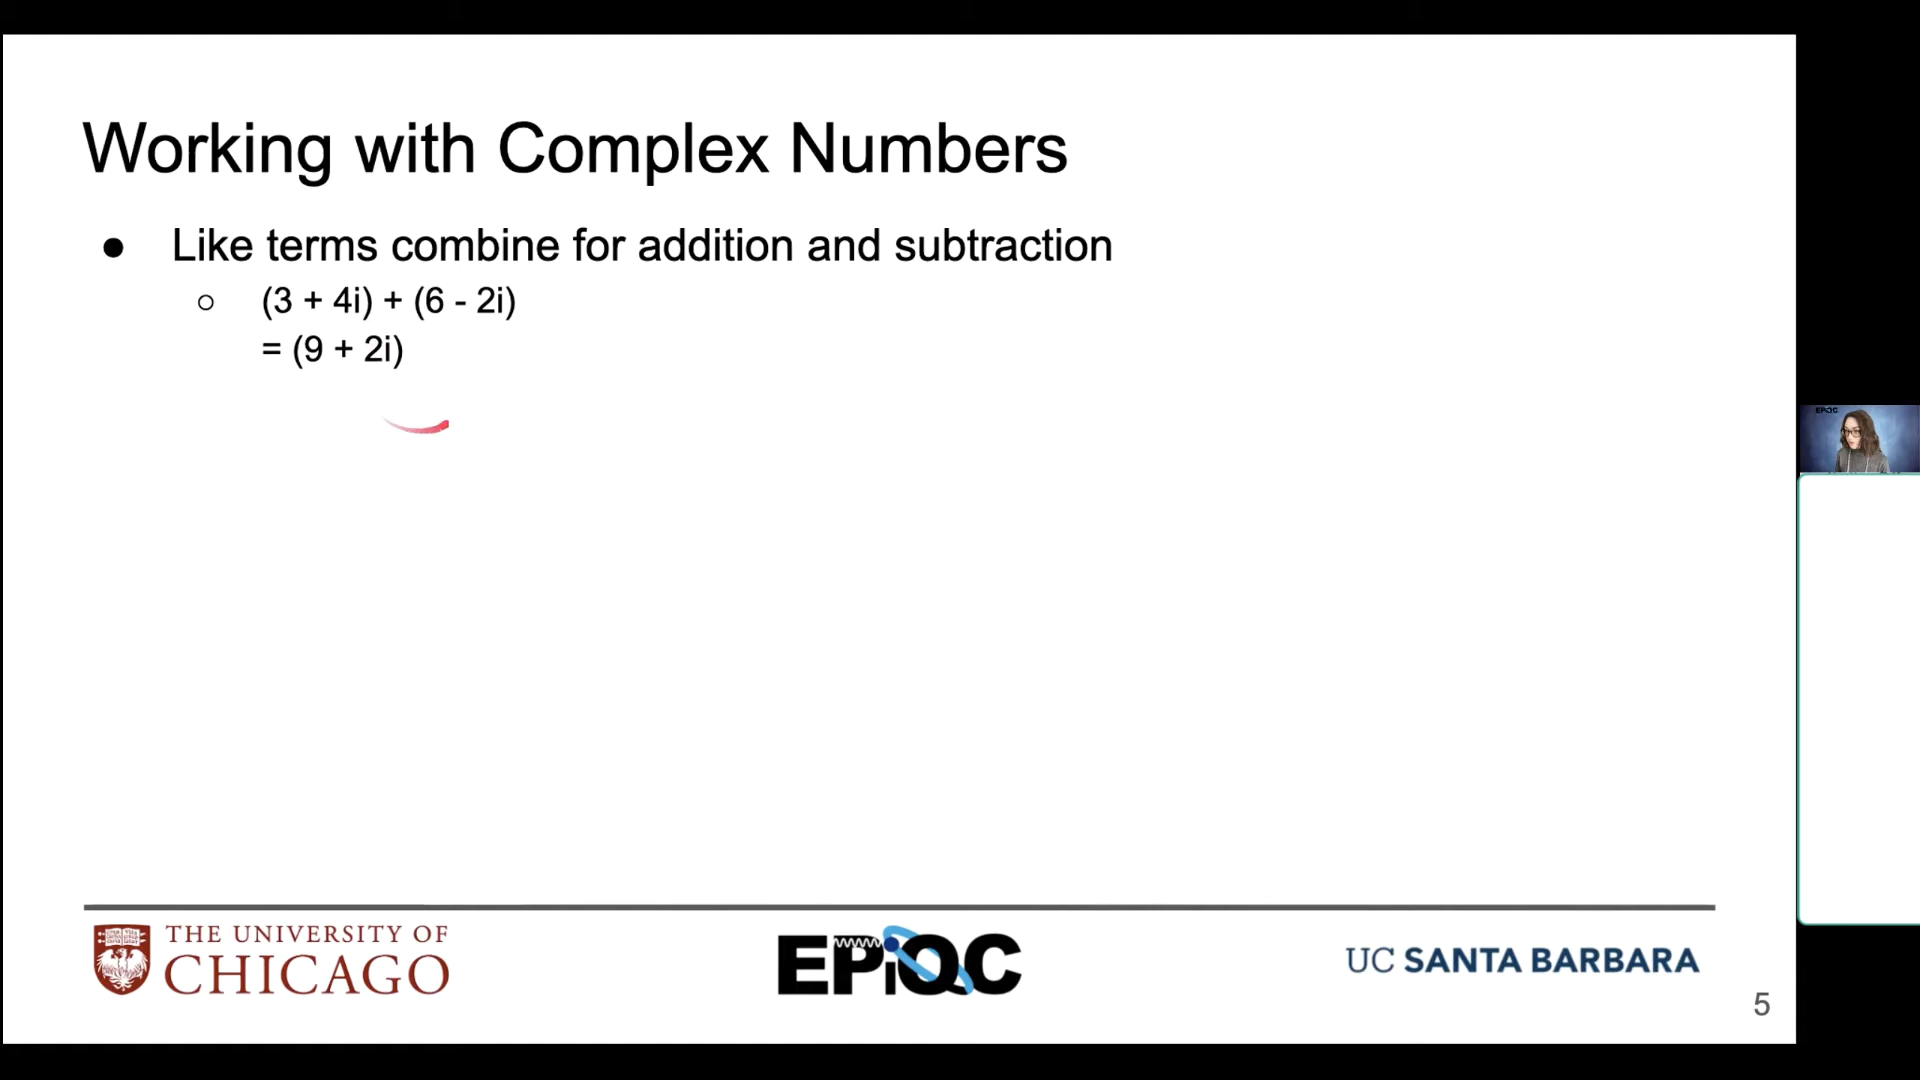 Working with Complex Numbers
● Like terms combine for addition and subtraction
○ (3 + 4i) + (6 - 2i)
= (9 + 2i)
EPiQC
THE UNIVERSITY OF
CHICAGO
EPiQC
UC SANTA BARBARA
5